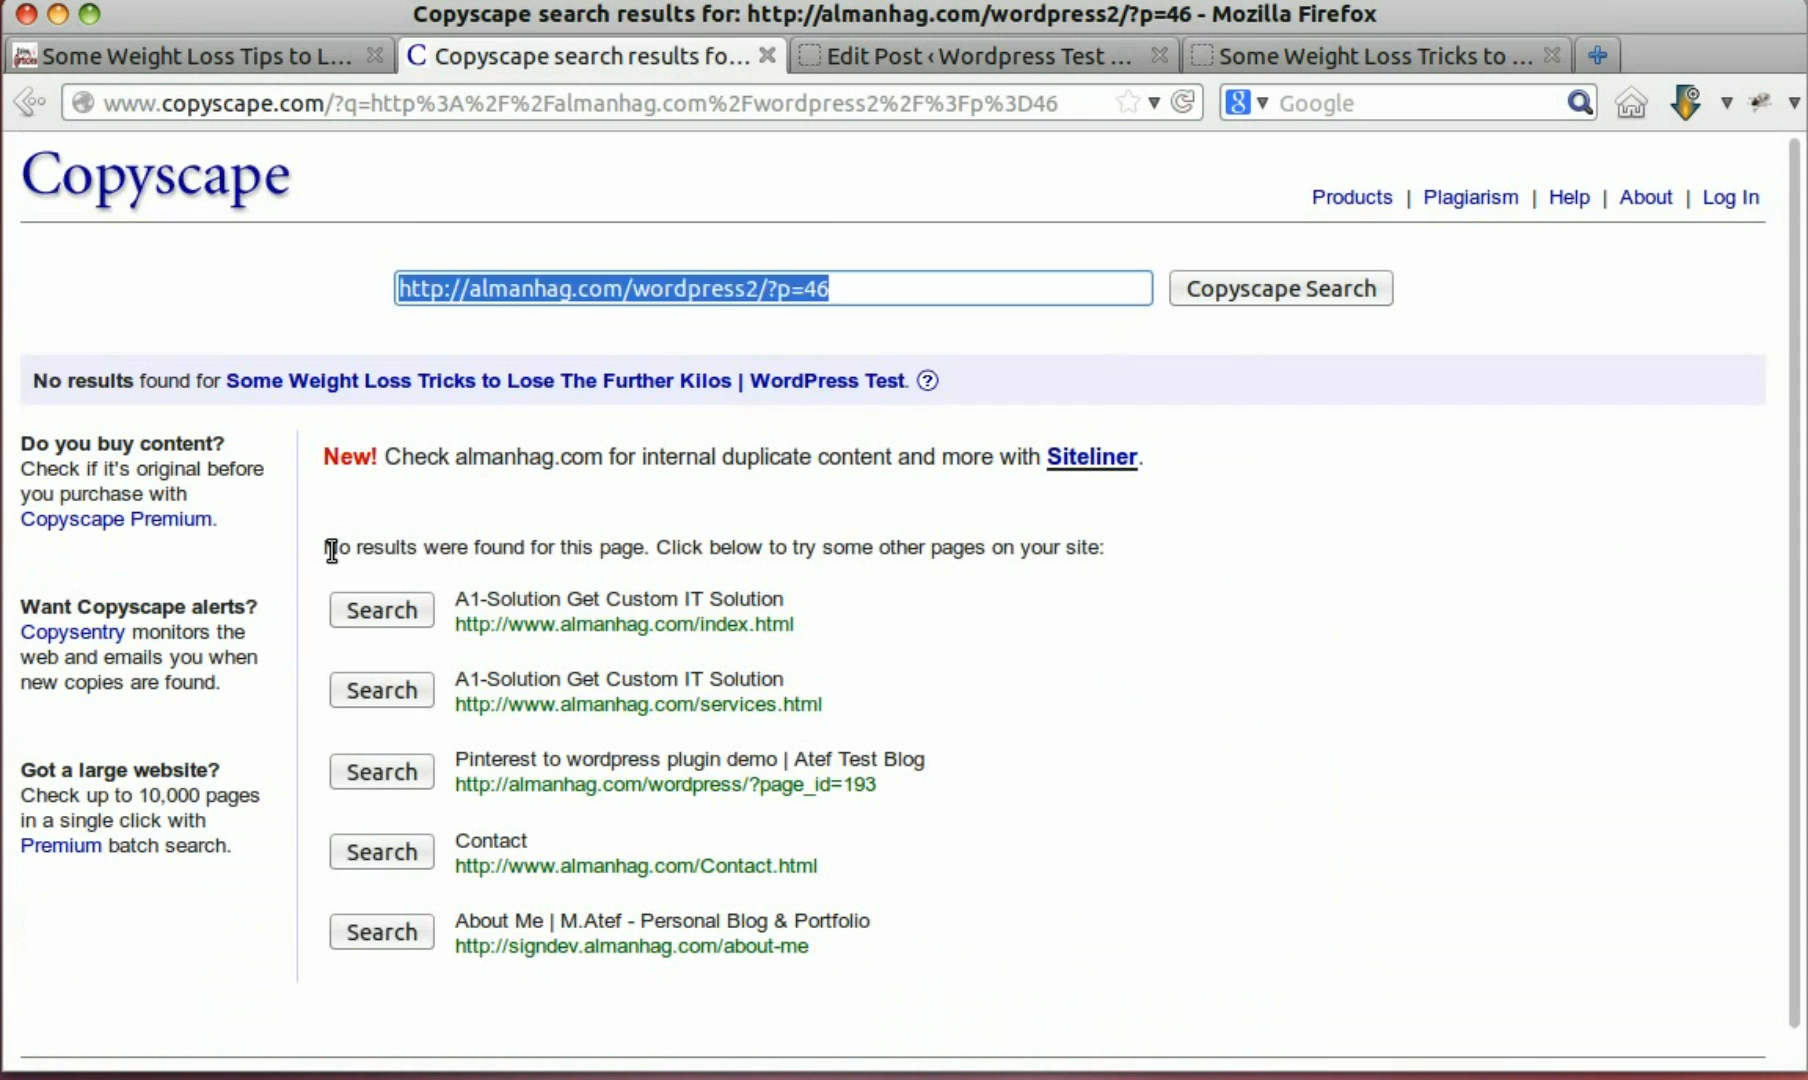 Copyscape search results for: http://almanhag.com/wordpress2/?p=46 - Mozilla Firefox
Some Weight Loss Tips to L... Copyscape search results fo... Edit Post ‹ Wordpress Test ... Some Weight Loss Tricks to ...
www.copyscape.com/?q=http%3A%2F%2Falmanhag.com%2Fwordpress2%2F%3Fp%3D46 Google
Copyscape
Products | Plagiarism | Help | About | Log In
http://almanhag.com/wordpress2/?p=46 Copyscape Search
No results found for Some Weight Loss Tricks to Lose The Further Kilos | WordPress Test. ?
Do you buy content?
Check if it's original before
you purchase with
Copyscape Premium.
Want Copyscape alerts?
Copysentry monitors the
web and emails you when
new copies are found.
Got a large website?
Check up to 10,000 pages
in a single click with
Premium batch search.
New! Check almanhag.com for internal duplicate content and more with Siteliner.
No results were found for this page. Click below to try some other pages on your site:
Search A1-Solution Get Custom IT Solution
http://www.almanhag.com/index.html
Search A1-Solution Get Custom IT Solution
http://www.almanhag.com/services.html
Search Pinterest to wordpress plugin demo | Atef Test Blog
http://almanhag.com/wordpress/?page_id=193
Search Contact
http://www.almanhag.com/Contact.html
Search About Me | M.Atef - Personal Blog & Portfolio
http://signdev.almanhag.com/about-me